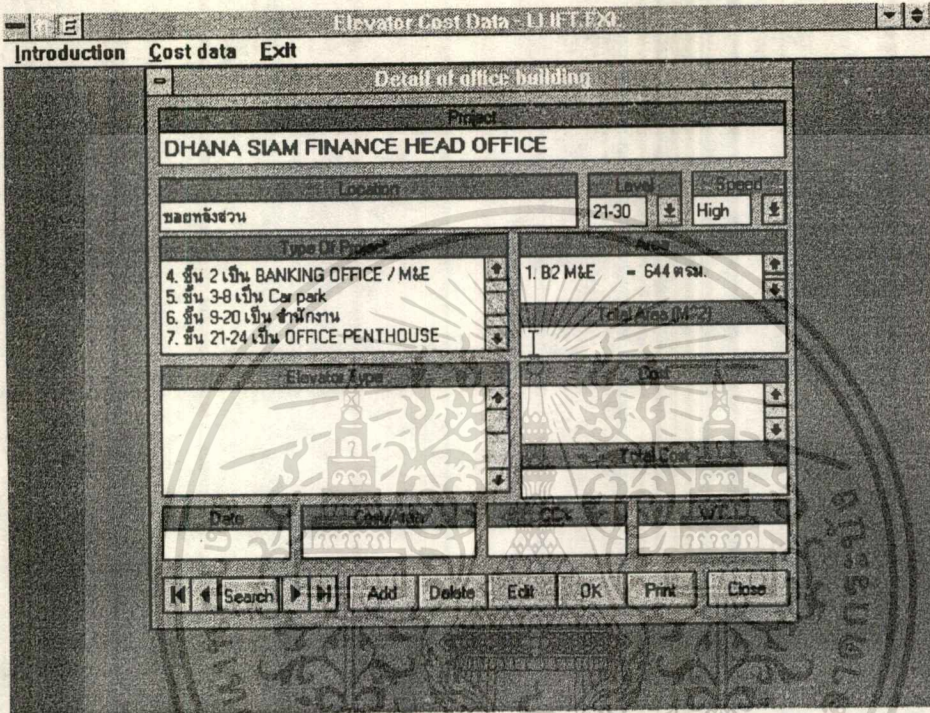 Elevator Cost Data - LLIFT.EXE
Introduction Cost data Exit
Detail of office building
Project
DHANA SIAM FINANCE HEAD OFFICE
Location Level Speed
ซอยหลังสวน 21-30 High
Type Of Project Area
4. ชั้น 2 เป็น BANKING OFFICE / M&E
5. ชั้น 3-8 เป็น Car park
6. ชั้น 9-20 เป็น สำนักงาน
7. ชั้น 21-24 เป็น OFFICE PENTHOUSE
1. B2 M&E = 644 ตรม.
Total Area (M^2)
Elevator Type Cost
Total Cost
Date
Search Add Delete Edit OK Print Close